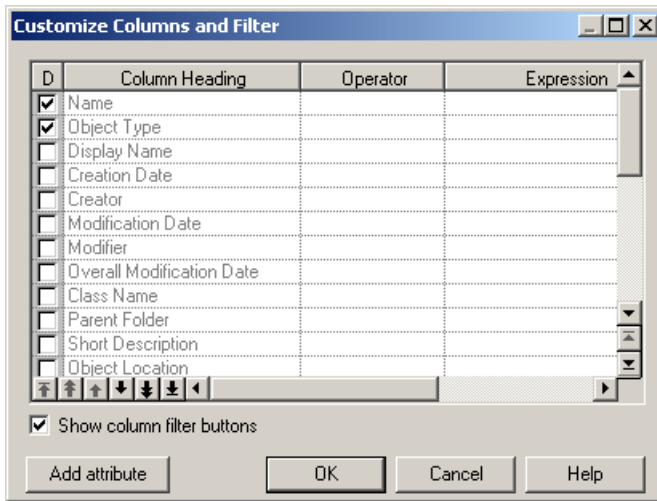 Customize Columns and Filter
D Column Heading Operator Expression
Name
Object Type
Display Name
Creation Date
Creator
Modification Date
Modifier
Overall Modification Date
Class Name
Parent Folder
Short Description
Object Location
Show column filter buttons
Add attribute OK Cancel Help